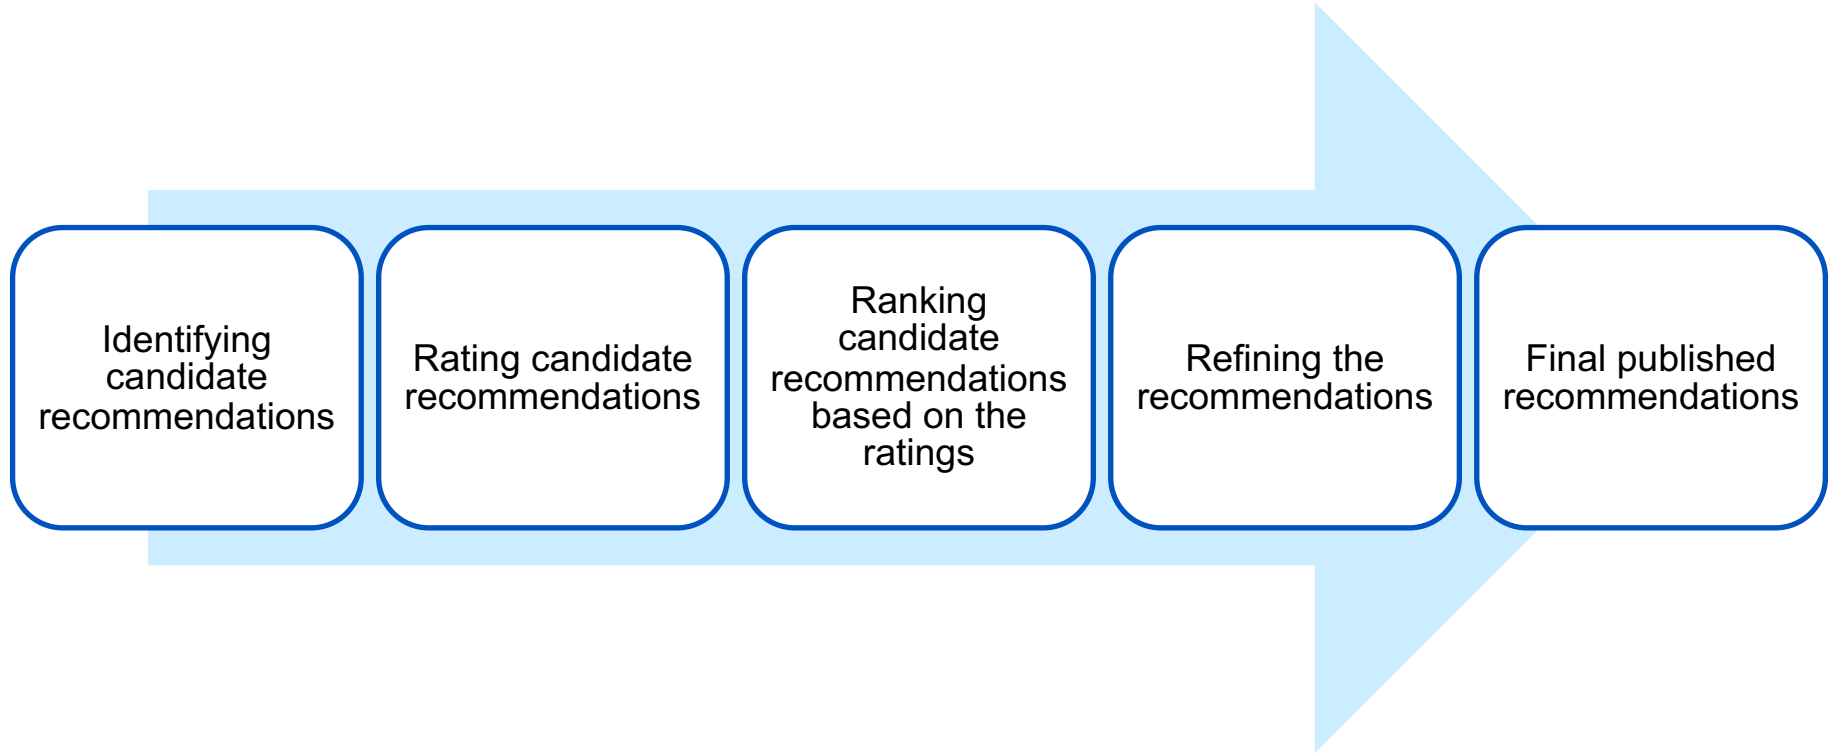 Identifying
candidate
recommendations
Rating candidate
recommendations
Ranking
candidate
recommendations
based on the
ratings
Refining the
recommendations
Final published
recommendations